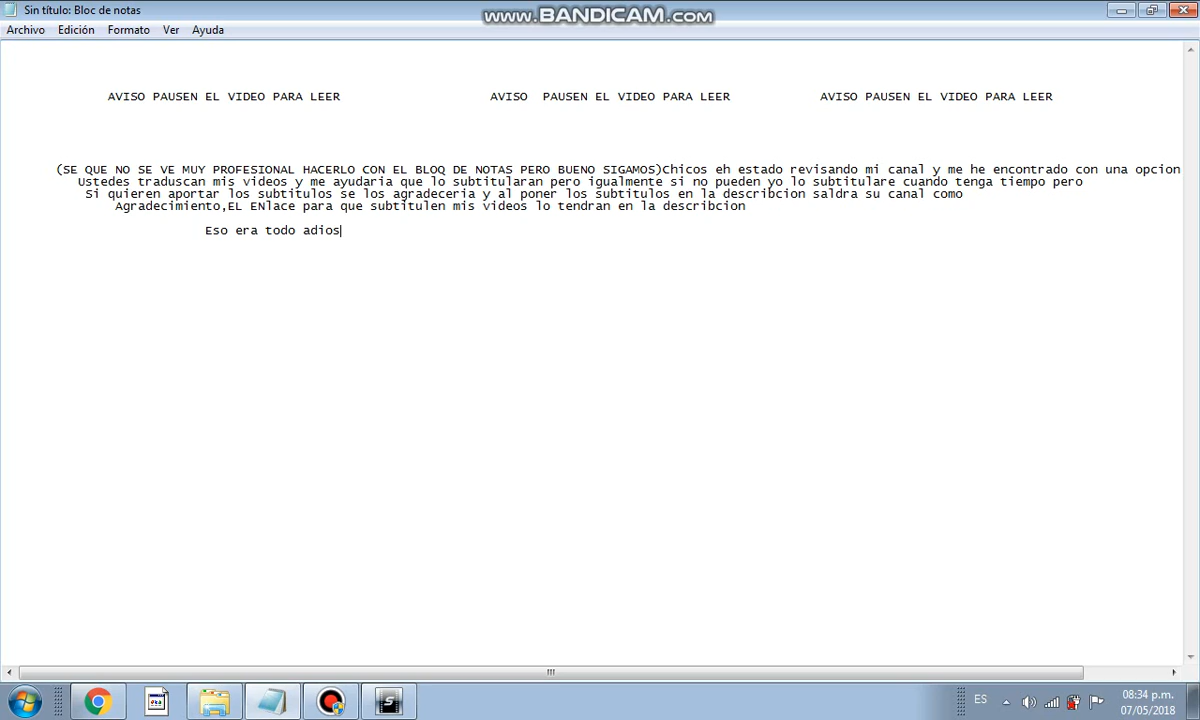 Sin título: Bloc de notas
www.BANDICAM.com
Archivo Edición Formato Ver Ayuda
AVISO PAUSEN EL VIDEO PARA LEER AVISO PAUSEN EL VIDEO PARA LEER AVISO PAUSEN EL VIDEO PARA LEER
(SE QUE NO SE VE MUY PROFESIONAL HACERLO CON EL BLOQ DE NOTAS PERO BUENO SIGAMOS)Chicos eh estado revisando mi canal y me he encontrado con una opcion
Ustedes traduscan mis videos y me ayudaria que lo subtitularan pero igualmente si no pueden yo lo subtitulare cuando tenga tiempo pero
Si quieren aportar los subtitulos se los agradeceria y al poner los subtitulos en la describcion saldra su canal como
Agradecimiento,EL ENlace para que subtitulen mis videos lo tendran en la describcion
Eso era todo adios
ES
08:34 p.m.
07/05/2018